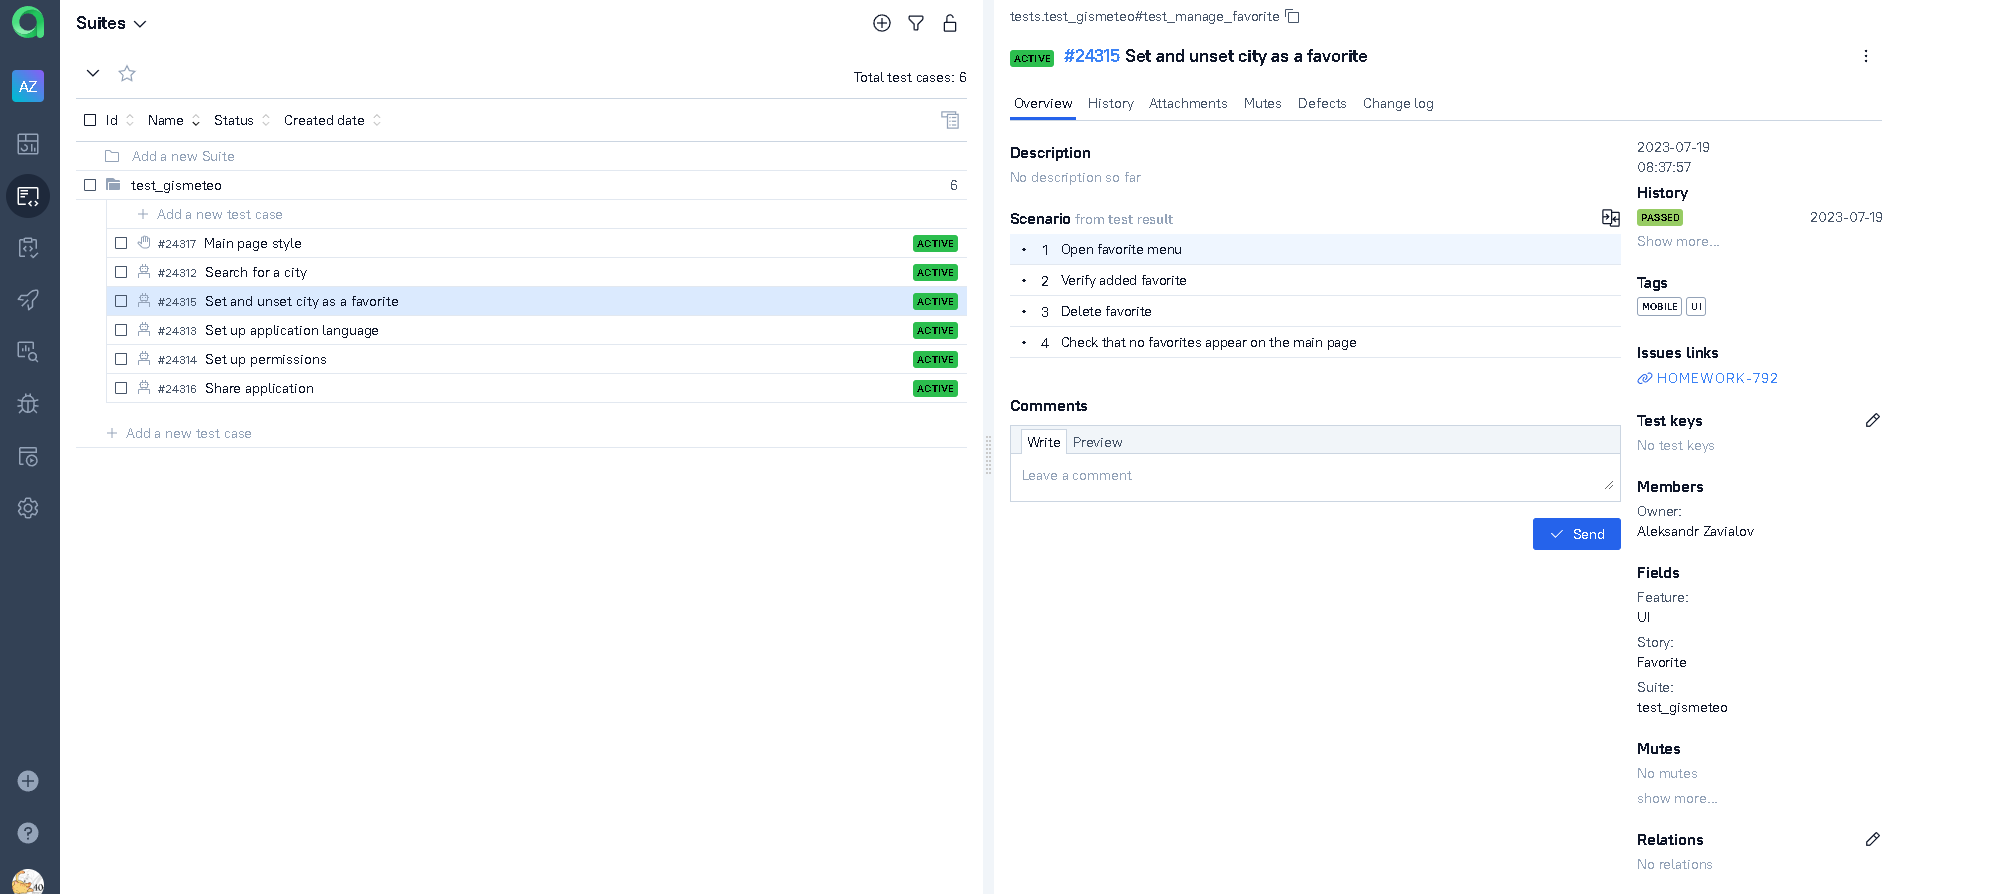 Suites
Total test cases: 6
Id Name Status Created date
Add a new Suite
test_gismeteo 6
Add a new test case
#24317 Main page style ACTIVE
#24312 Search for a city ACTIVE
#24315 Set and unset city as a favorite ACTIVE
#24313 Set up application language ACTIVE
#24314 Set up permissions ACTIVE
#24316 Share application ACTIVE
Add a new test case
AZ
40
tests.test_gismeteo#test_manage_favorite
ACTIVE #24315 Set and unset city as a favorite
Overview History Attachments Mutes Defects Change log
Description
No description so far
Scenario from test result
• 1 Open favorite menu
• 2 Verify added favorite
• 3 Delete favorite
• 4 Check that no favorites appear on the main page
Comments
Write Preview
Leave a comment
Send
2023-07-19
08:37:57
History
PASSED 2023-07-19
Show more...
Tags
MOBILE UI
Issues links
HOMEWORK-792
Test keys
No test keys
Members
Owner:
Aleksandr Zavialov
Fields
Feature:
UI
Story:
Favorite
Suite:
test_gismeteo
Mutes
No mutes
show more...
Relations
No relations